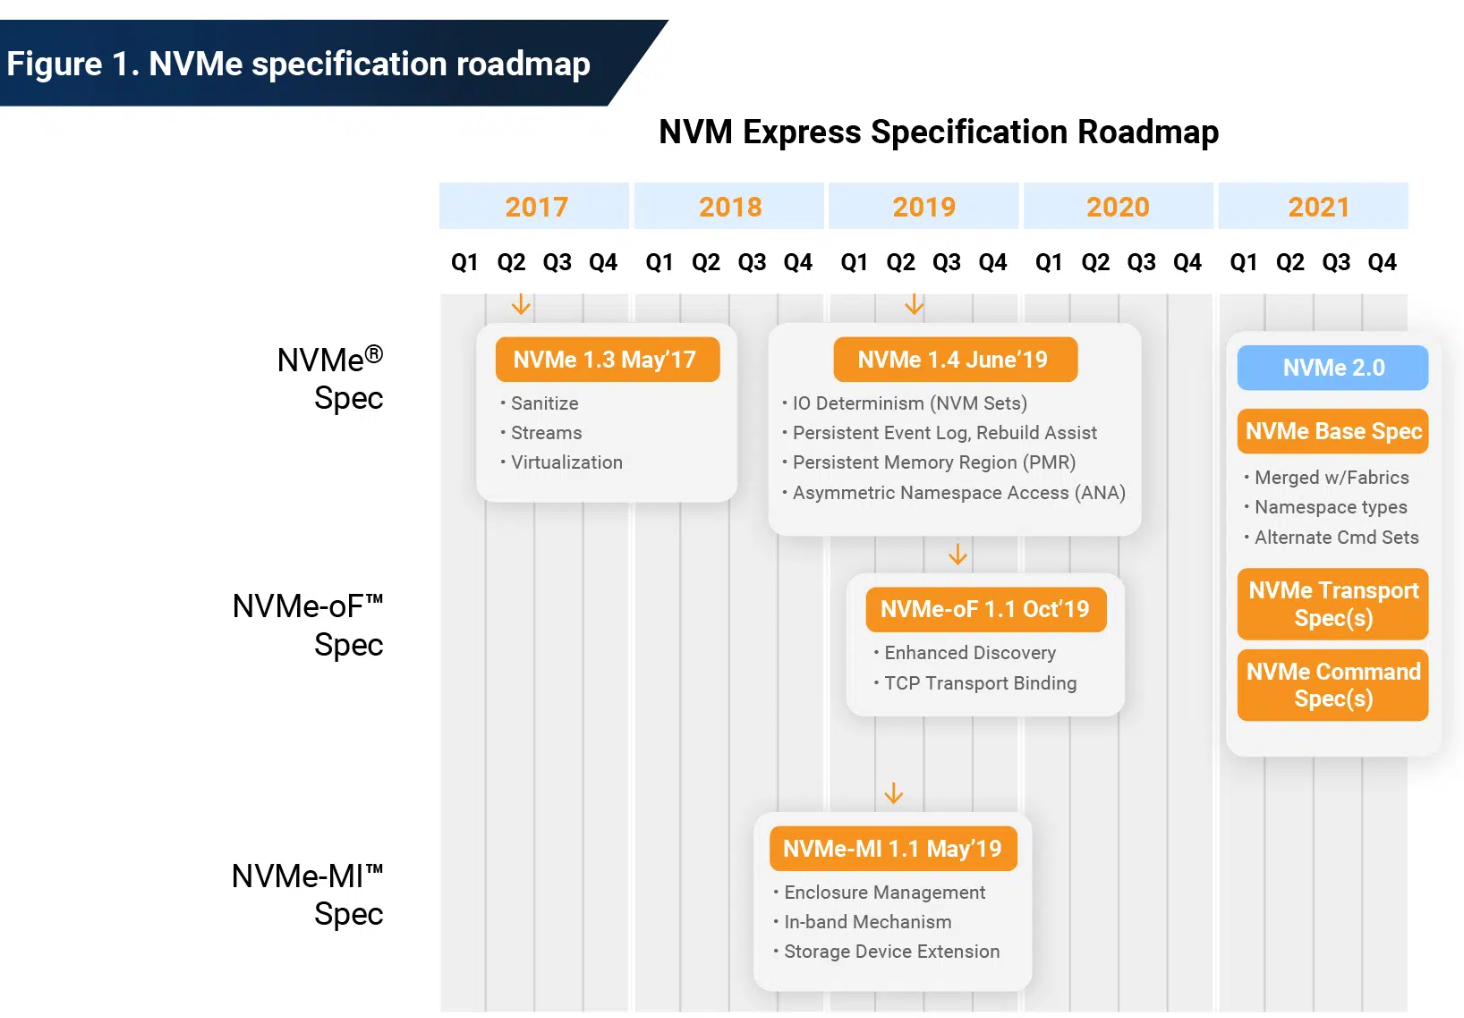 Figure 1. NVMe specification roadmap
NVM Express Specification Roadmap
2017 2018 2019 2020 2021
Q1 Q2 Q3 Q4 Q1 Q2 Q3 Q4 Q1 Q2 Q3 Q4 Q1 Q2 Q3 Q4 Q1 Q2 Q3 Q4
NVMe®
Spec
NVMe 1.3 May’17
• Sanitize
• Streams
• Virtualization
NVMe 1.4 June’19
• IO Determinism (NVM Sets)
• Persistent Event Log, Rebuild Assist
• Persistent Memory Region (PMR)
• Asymmetric Namespace Access (ANA)
NVMe 2.0
NVMe Base Spec
• Merged w/Fabrics
• Namespace types
• Alternate Cmd Sets
NVMe Transport
Spec(s)
NVMe Command
Spec(s)
NVMe-oF™
Spec
NVMe-oF 1.1 Oct’19
• Enhanced Discovery
• TCP Transport Binding
NVMe-MI™
Spec
NVMe-MI 1.1 May’19
• Enclosure Management
• In-band Mechanism
• Storage Device Extension